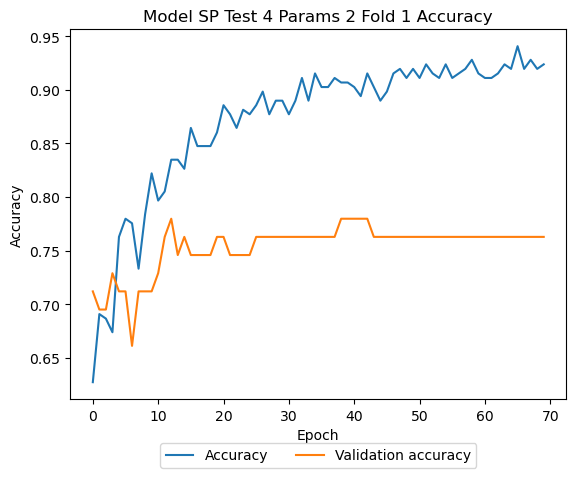 Model SP Test 4 Params 2 Fold 1 Accuracy
0.95
0.90
0.85
0.80
0.75
0.70
0.65
Accuracy
0 10 20 30 40 50 60 70
Epoch
Accuracy Validation accuracy